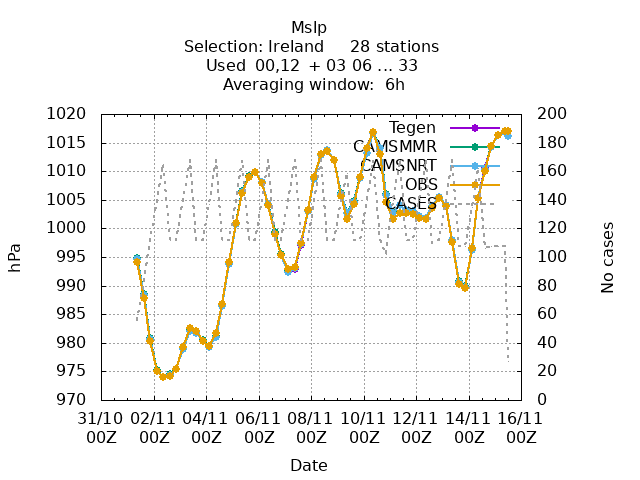 Mslp
Selection: Ireland 28 stations
Used 00,12 + 03 06 ... 33
Averaging window: 6h
1020
1015
1010
1005
1000
995
990
985
980
975
970
hPa
200
180
160
140
120
100
80
60
40
20
0
No cases
Tegen
CAMSMMR
CAMSNRT
OBS
CASES
31/10 02/11 04/11 06/11 08/11 10/11 12/11 14/11 16/11
00Z 00Z 00Z 00Z 00Z 00Z 00Z 00Z 00Z
Date